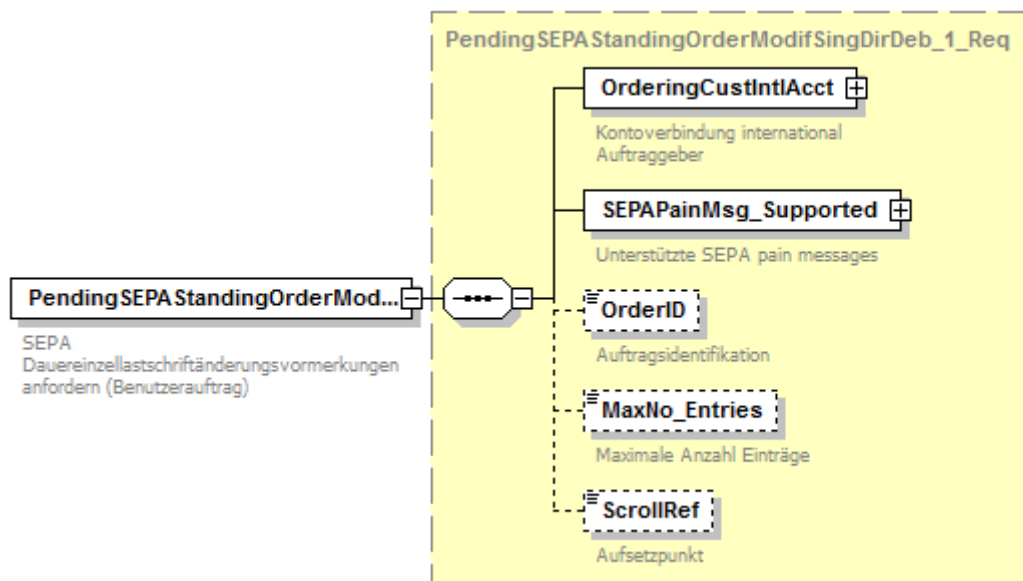 PendingSEPAStandingOrderModifSingDirDeb_1_Req
OrderingCustIntlAcct
Kontoverbindung international
Auftraggeber
SEPAPainMsg_Supported
Unterstützte SEPA pain messages
PendingSEPAStandingOrderMod...
SEPA
Dauereinzellastschriftänderungsvormerkungen
anfordern (Benutzerauftrag)
OrderID
Auftragsidentifikation
MaxNo_Entries
Maximale Anzahl Einträge
ScrollRef
Aufsetzpunkt